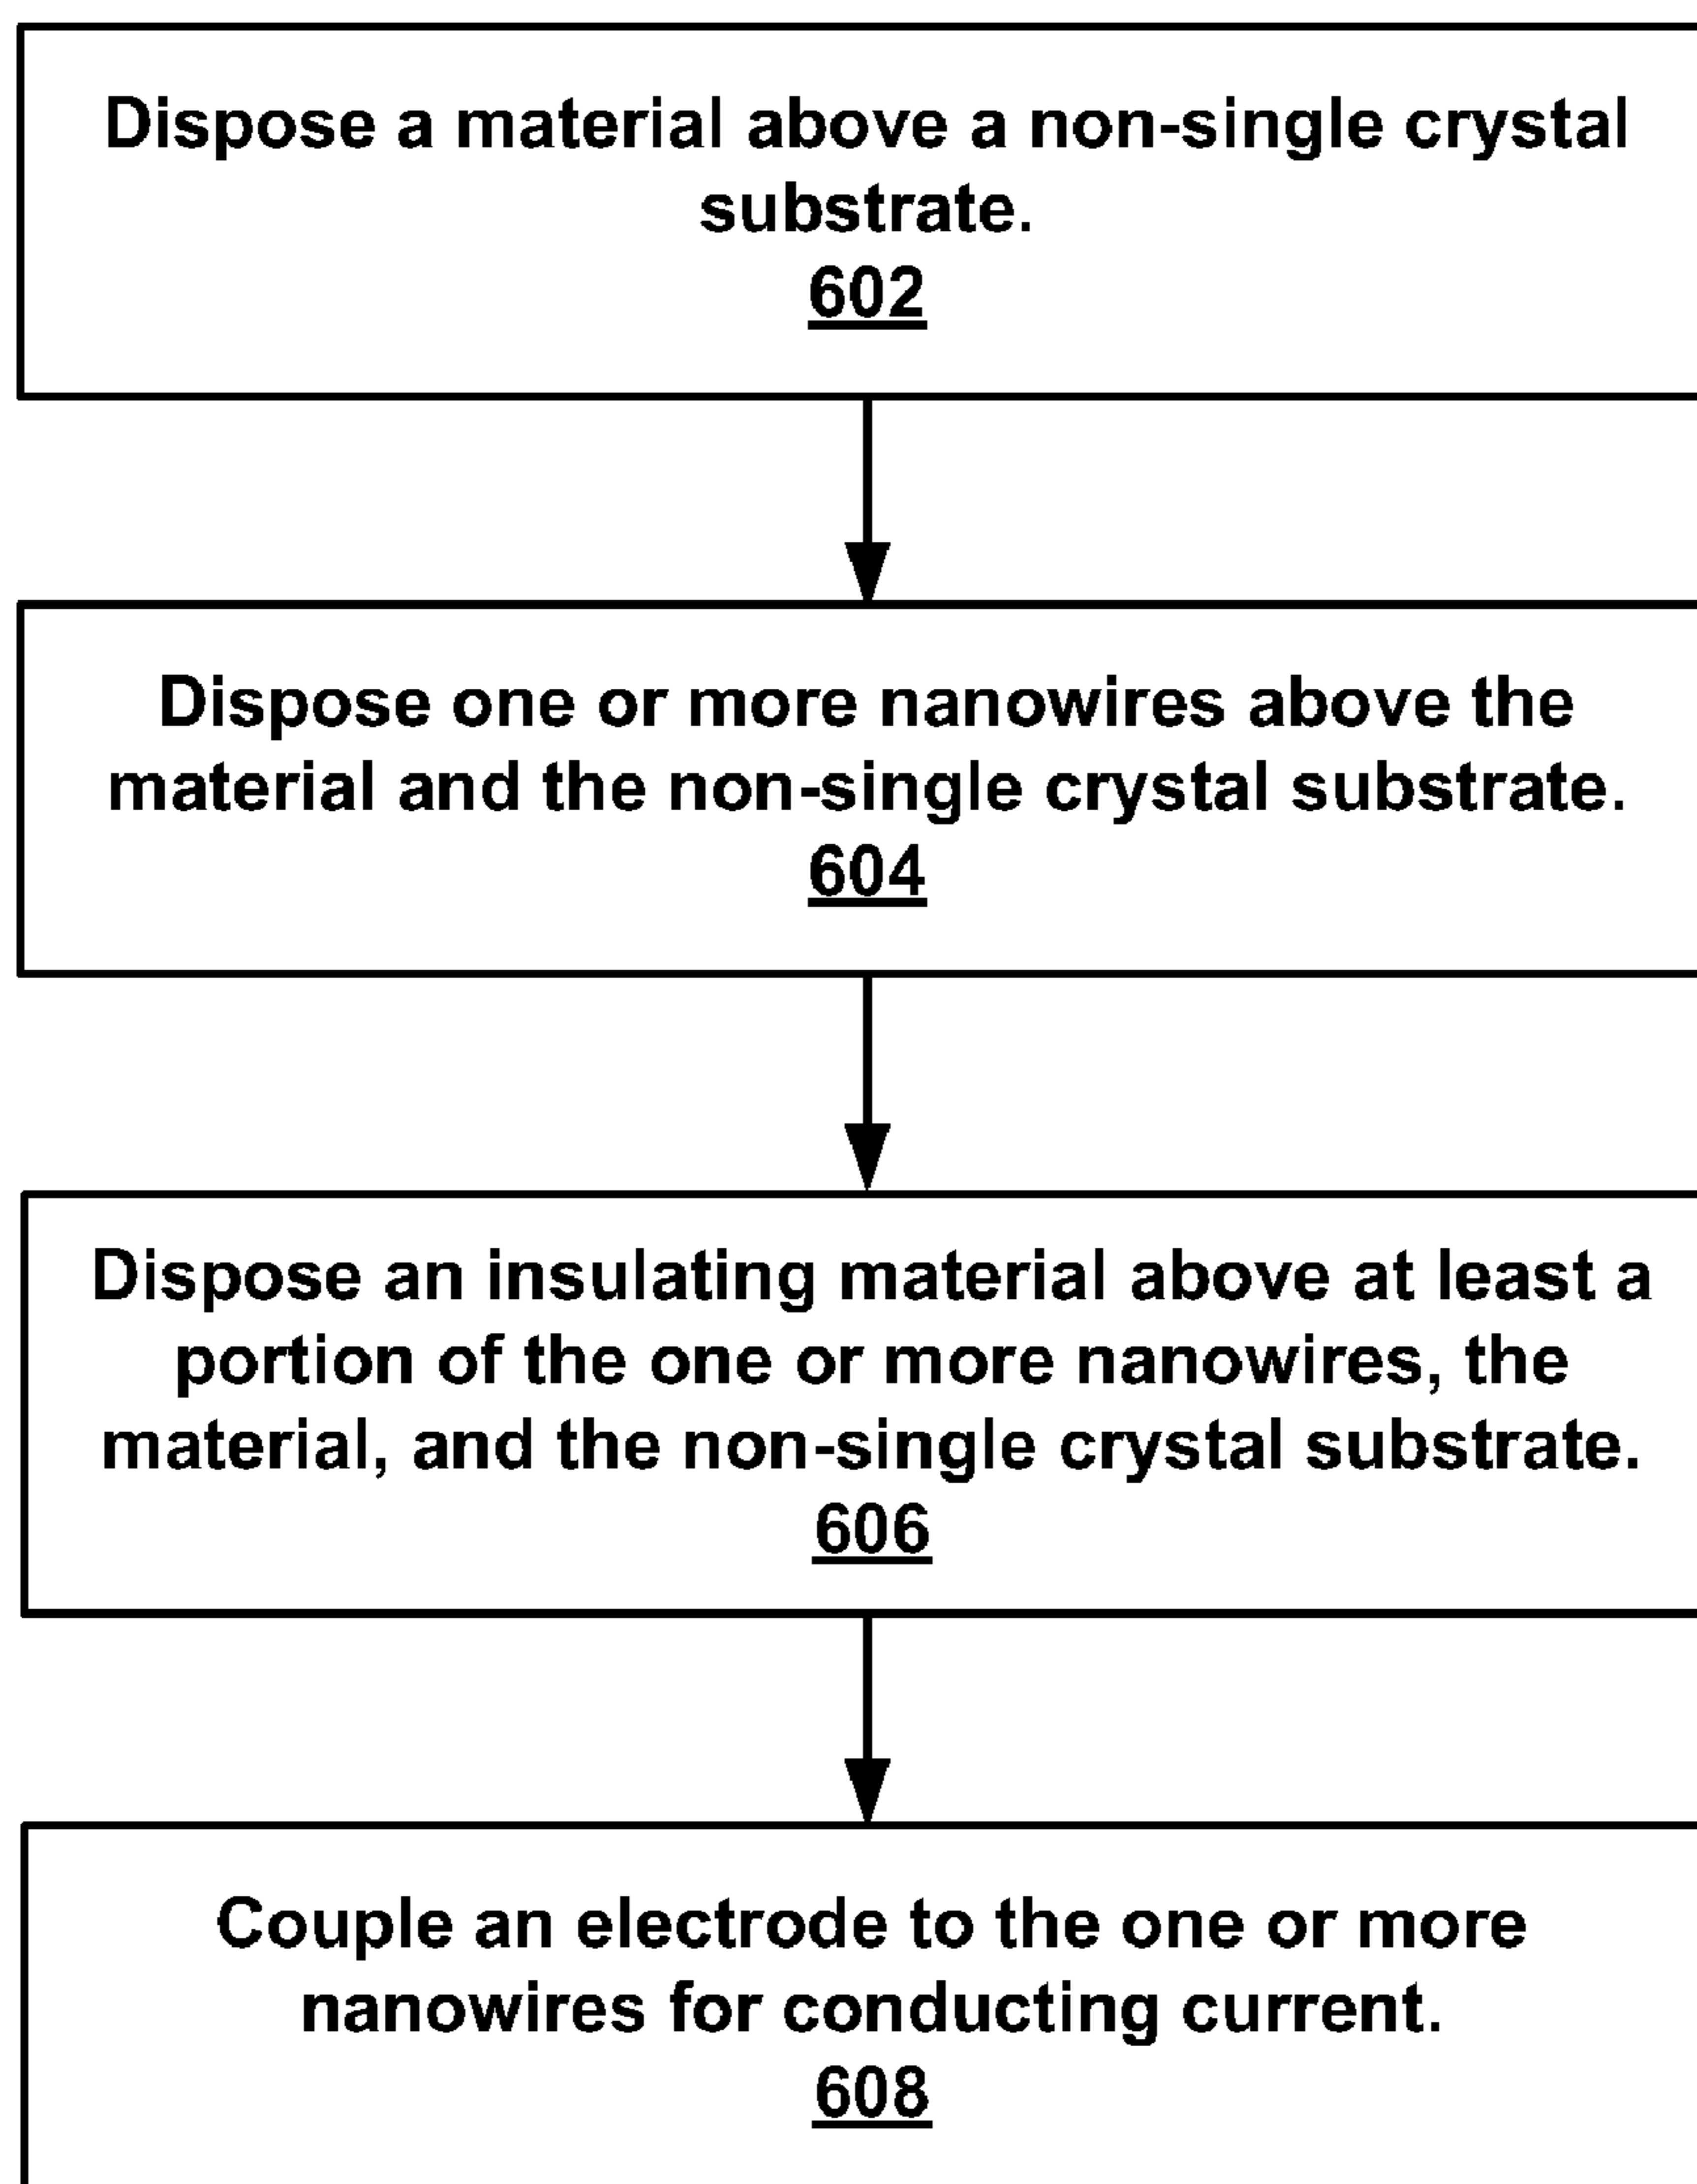 Dispose a material above a non-single crystal
substrate.
602
Dispose one or more nanowires above the
material and the non-single crystal substrate.
604
Dispose an insulating material above at least a
portion of the one or more nanowires, the
material, and the non-single crystal substrate.
606
Couple an electrode to the one or more
nanowires for conducting current.
608